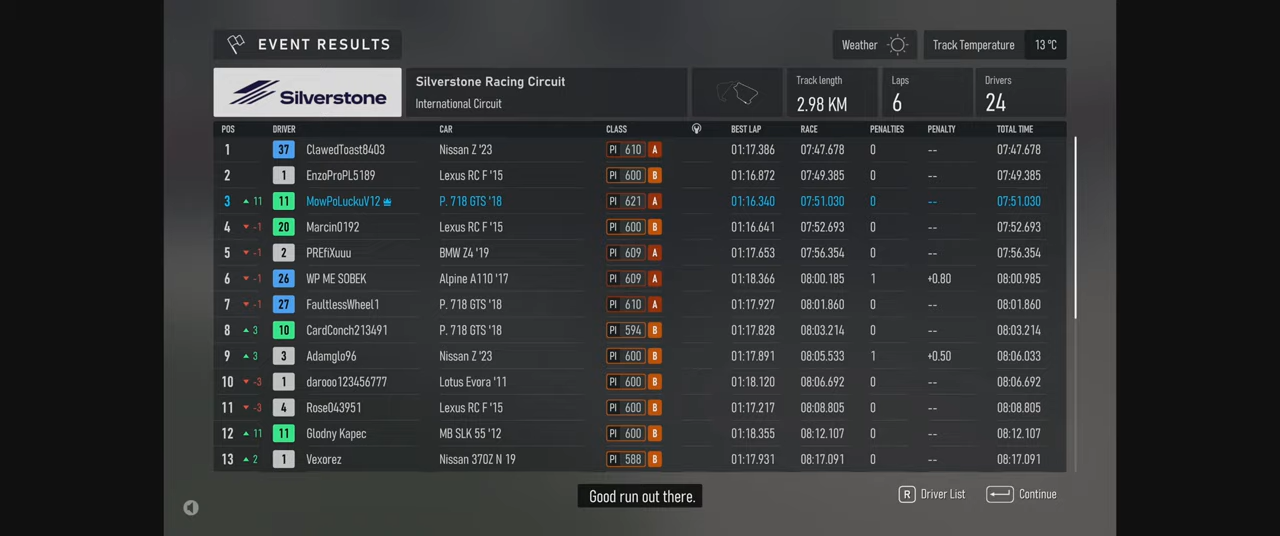 EVENT RESULTS
Weather
Track Temperature 13 ºC
Silverstone
Silverstone Racing Circuit
International Circuit
Track length
2.98 KM
Laps
6
Drivers
24
POS DRIVER CAR CLASS BEST LAP RACE PENALTIES PENALTY TOTAL TIME
1 37 ClawedToast8403 Nissan Z '23 PI 610 A 01:17.386 07:47.678 0 -- 07:47.678
2 1 EnzoProPL5189 Lexus RC F '15 PI 600 B 01:16.872 07:49.385 0 -- 07:49.385
3 11 11 MowPoLuckuV12 P. 718 GTS '18 PI 621 A 01:16.340 07:51.030 0 -- 07:51.030
4 -1 20 Marcin0192 Lexus RC F '15 PI 600 B 01:16.641 07:52.693 0 -- 07:52.693
5 -1 2 PREfiXuuu BMW Z4 '19 PI 609 A 01:17.653 07:56.354 0 -- 07:56.354
6 -1 26 WP ME SOBEK Alpine A110 '17 PI 609 A 01:18.366 08:00.185 1 +0.80 08:00.985
7 -1 27 FaultlessWheel1 P. 718 GTS '18 PI 610 A 01:17.927 08:01.860 0 -- 08:01.860
8 3 10 CardConch213491 P. 718 GTS '18 PI 594 B 01:17.828 08:03.214 0 -- 08:03.214
9 3 3 Adamglo96 Nissan Z '23 PI 600 B 01:17.891 08:05.533 1 +0.50 08:06.033
10 -3 1 darooo123456777 Lotus Evora '11 PI 600 B 01:18.120 08:06.692 0 -- 08:06.692
11 -3 4 Rose043951 Lexus RC F '15 PI 600 B 01:17.217 08:08.805 0 -- 08:08.805
12 11 11 Glodny Kapec MB SLK 55 '12 PI 600 B 01:18.355 08:12.107 0 -- 08:12.107
13 2 1 Vexorez Nissan 370Z N 19 PI 588 B 01:17.931 08:17.091 0 -- 08:17.091
Good run out there.
R Driver List
Continue